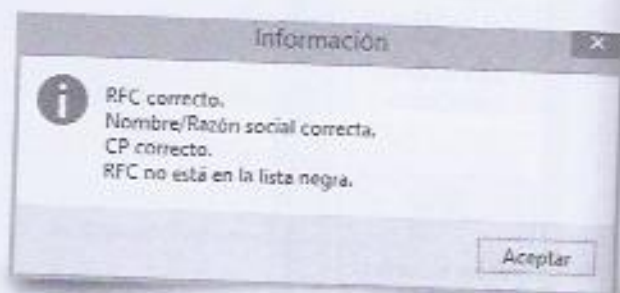 Información
RFC correcto.
Nombre/Razón social correcta.
CP correcto.
RFC no está en la lista negra.
Aceptar